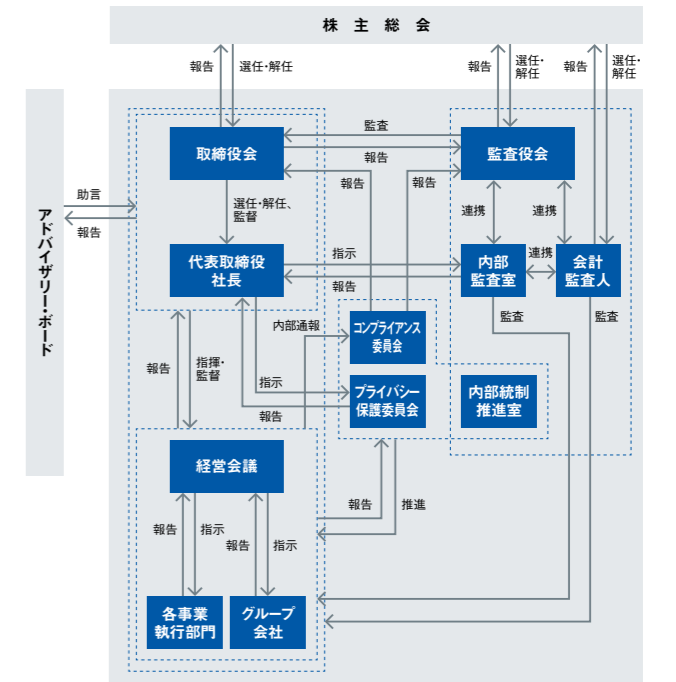 株主総会
報告
選任・解任
報告
選任・
解任
報告
選任・
解任
アドバイザリー・ボード
助言
報告
取締役会
監査
報告
監査役会
報告
報告
選任・解任、
監督
連携
連携
代表取締役
社長
指示
報告
内部
監査室
連携
会計
監査人
報告
指揮・
監督
内部通報
コンプライアンス
委員会
監査
監査
指示
報告
プライバシー
保護委員会
内部統制
推進室
経営会議
報告
推進
報告
指示
報告
指示
各事業
執行部門
グループ
会社